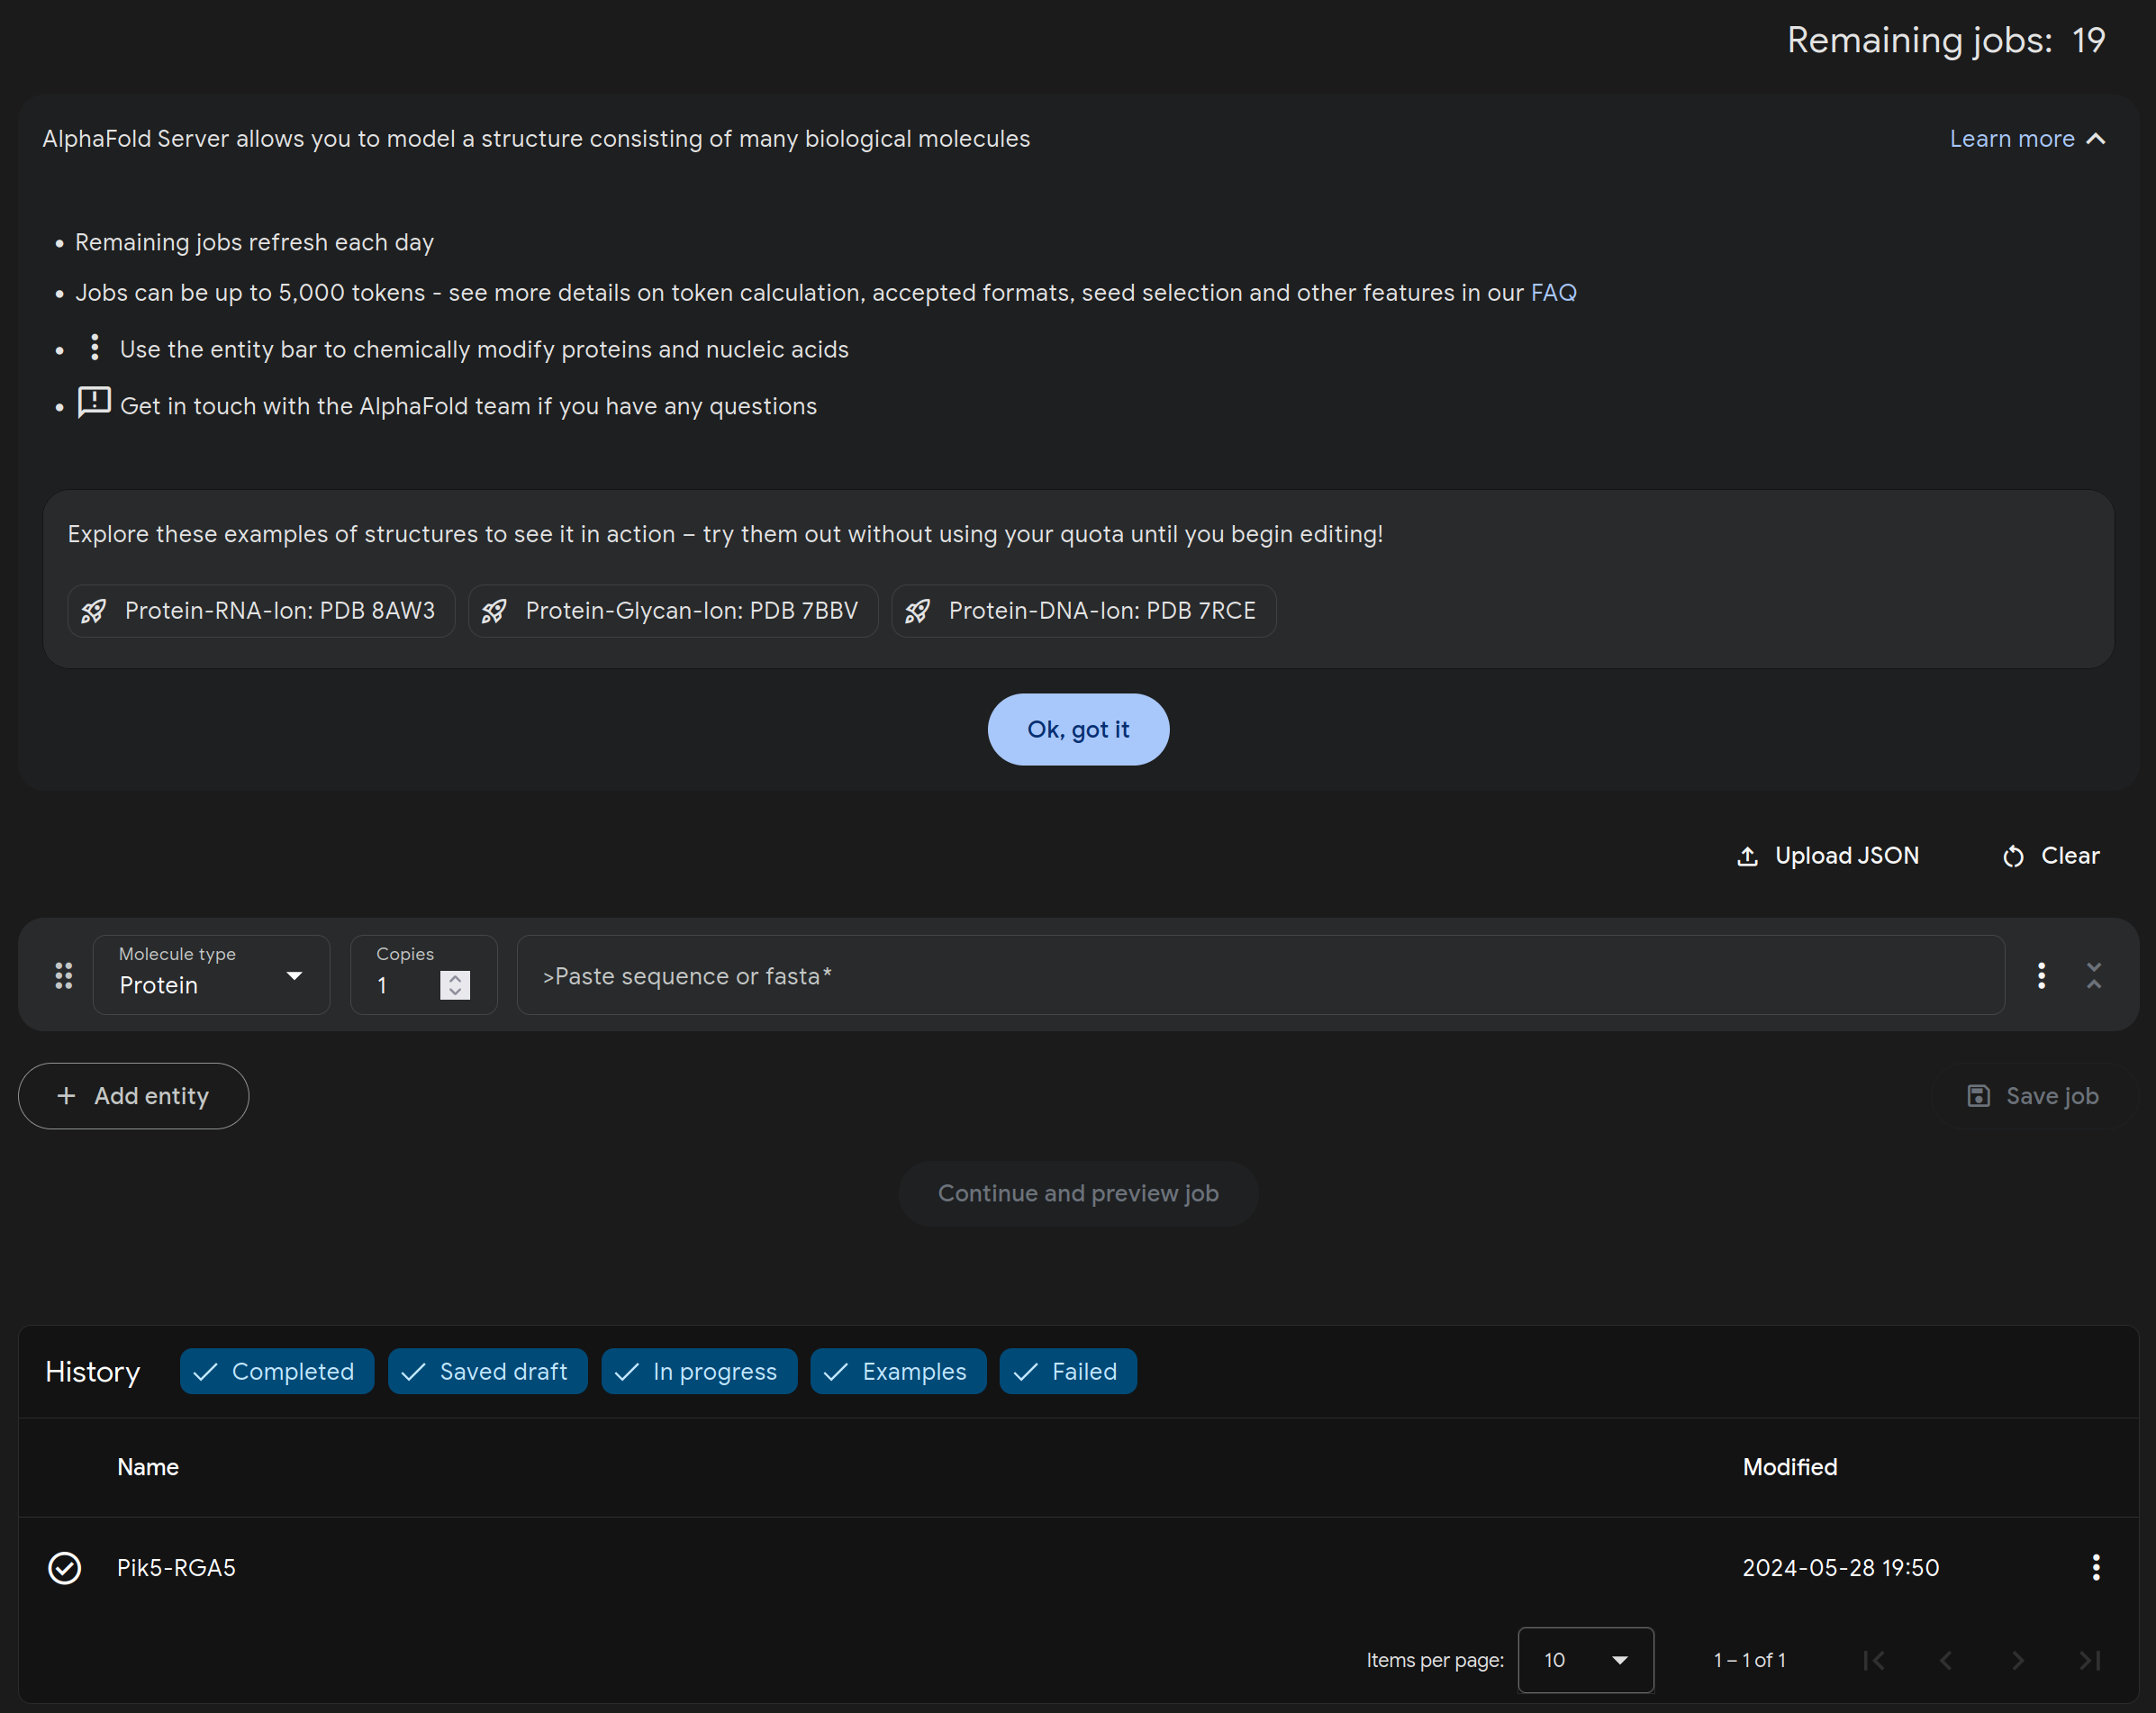 Remaining jobs: 19
AlphaFold Server allows you to model a structure consisting of many biological molecules
Learn more
• Remaining jobs refresh each day
• Jobs can be up to 5,000 tokens - see more details on token calculation, accepted formats, seed selection and other features in our FAQ
• Use the entity bar to chemically modify proteins and nucleic acids
• Get in touch with the AlphaFold team if you have any questions
Explore these examples of structures to see it in action – try them out without using your quota until you begin editing!
Protein-RNA-Ion: PDB 8AW3
Protein-Glycan-Ion: PDB 7BBV
Protein-DNA-Ion: PDB 7RCE
Ok, got it
Upload JSON
Clear
Molecule type
Protein
Copies
1
>Paste sequence or fasta*
+ Add entity
Save job
Continue and preview job
History
Completed
Saved draft
In progress
Examples
Failed
Name
Modified
Pik5-RGA5
2024-05-28 19:50
Items per page:
10
1 – 1 of 1